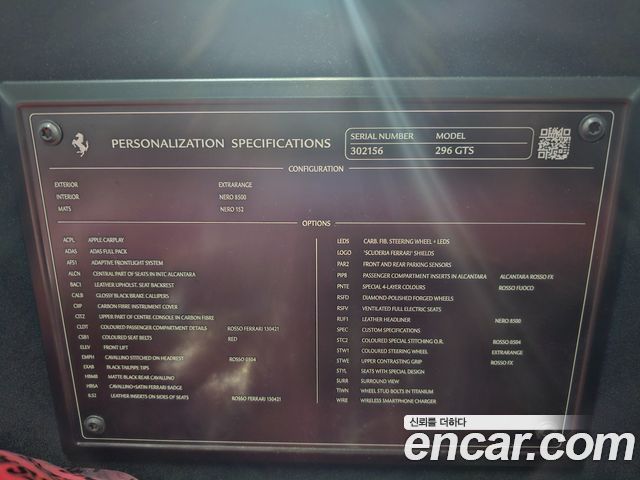 PERSONALIZATION SPECIFICATIONS
SERIAL NUMBER MODEL
302156 296 GTS
CONFIGURATION
EXTERIOR EXTRARANGE
INTERIOR NERO 8500
MATS NERO 152
OPTIONS
ACPL APPLE CARPLAY
ADAS ADAS FULL PACK
AFS1 ADAPTIVE FRONTLIGHT SYSTEM
ALCN CENTRAL PART OF SEATS IN INTC ALCANTARA
BAC1 LEATHER UPHOLST. SEAT BACKREST
CALB GLOSSY BLACK BRAKE CALLIPERS
CARBON FIBRE INSTRUMENT COVER
UPPER PART OF CENTRE CONSOLE IN CARBON FIBRE
CLDT COLOURED PASSENGER COMPARTMENT DETAILS ROSSO FERRARI 130421
CSB1 COLOURED SEAT BELTS RED
ELEV FRONT LIFT
EMPH CAVALLINO STITCHED ON HEADREST ROSSO 8504
EXAB BLACK TAILPIPE TIPS
HBMB MATTE BLACK REAR CAVALLINO
HBSA CAVALLINO+SATIN FERRARI BADGE
ILS2 LEATHER INSERTS ON SIDES OF SEATS ROSSO FERRARI 130421
LEDS CARB. FIB. STEERING WHEEL + LEDS
LOGO 'SCUDERIA FERRARI' SHIELDS
PAR2 FRONT AND REAR PARKING SENSORS
PIPB PASSENGER COMPARTMENT INSERTS IN ALCANTARA ALCANTARA ROSSO FX
PNTE SPECIAL 4-LAYER COLOURS ROSSO FUOCO
RSFD DIAMOND-POLISHED FORGED WHEELS
RSFV VENTILATED FULL ELECTRIC SEATS
RUF1 LEATHER HEADLINER NERO 8500
SPEC CUSTOM SPECIFICATIONS
STC2 COLOURED SPECIAL STITCHING O.R. ROSSO 8504
STW1 COLOURED STEERING WHEEL EXTRARANGE
STWE UPPER CONTRASTING GRIP ROSSO FX
STYL SEATS WITH SPECIAL DESIGN
SURR SURROUND VIEW
TIWN WHEEL STUD BOLTS IN TITANIUM
WIRE WIRELESS SMARTPHONE CHARGER
신뢰를 더하다
encar.com